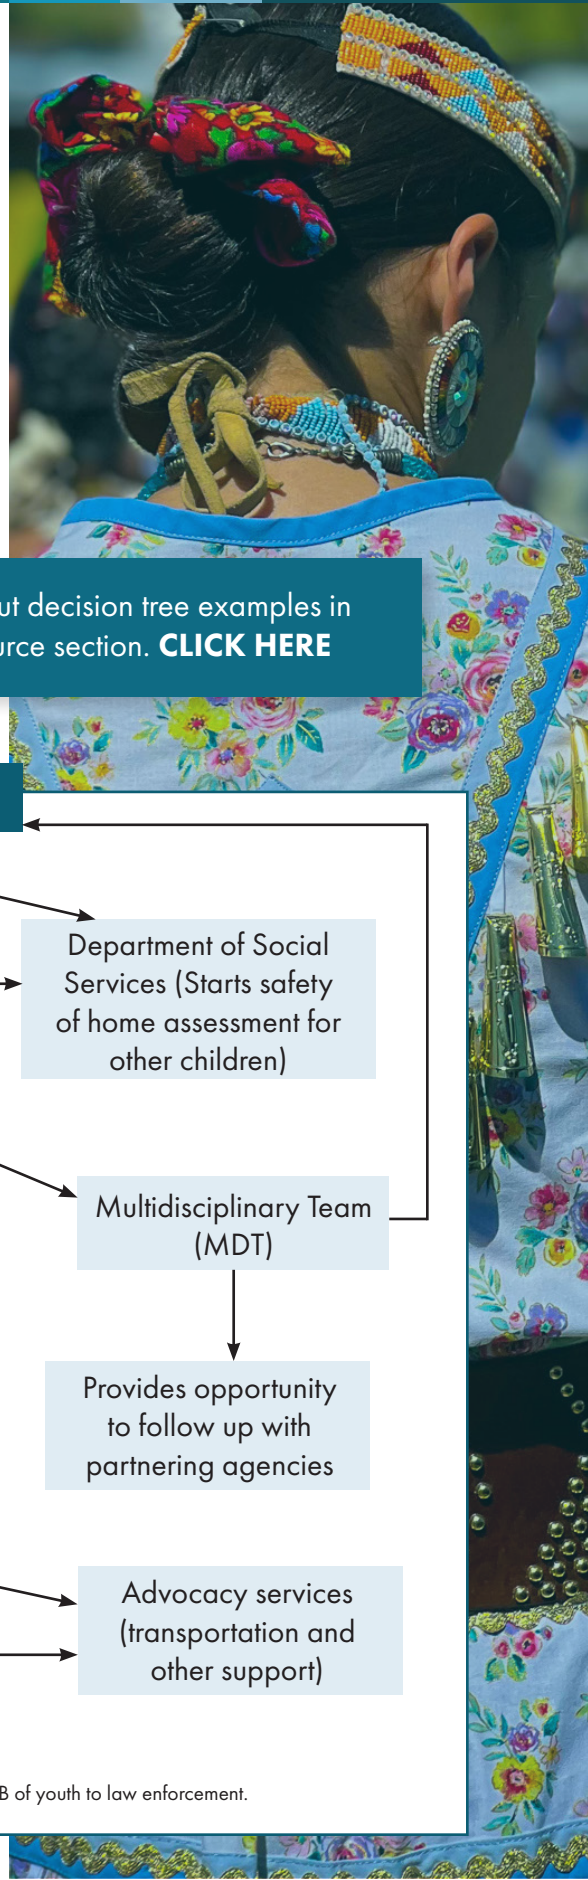 ut decision tree examples in
urce section. CLICK HERE
Department of Social
Services (Starts safety
of home assessment for
other children)
Multidisciplinary Team
(MDT)
Provides opportunity
to follow up with
partnering agencies
Advocacy services
(transportation and
other support)
B of youth to law enforcement.